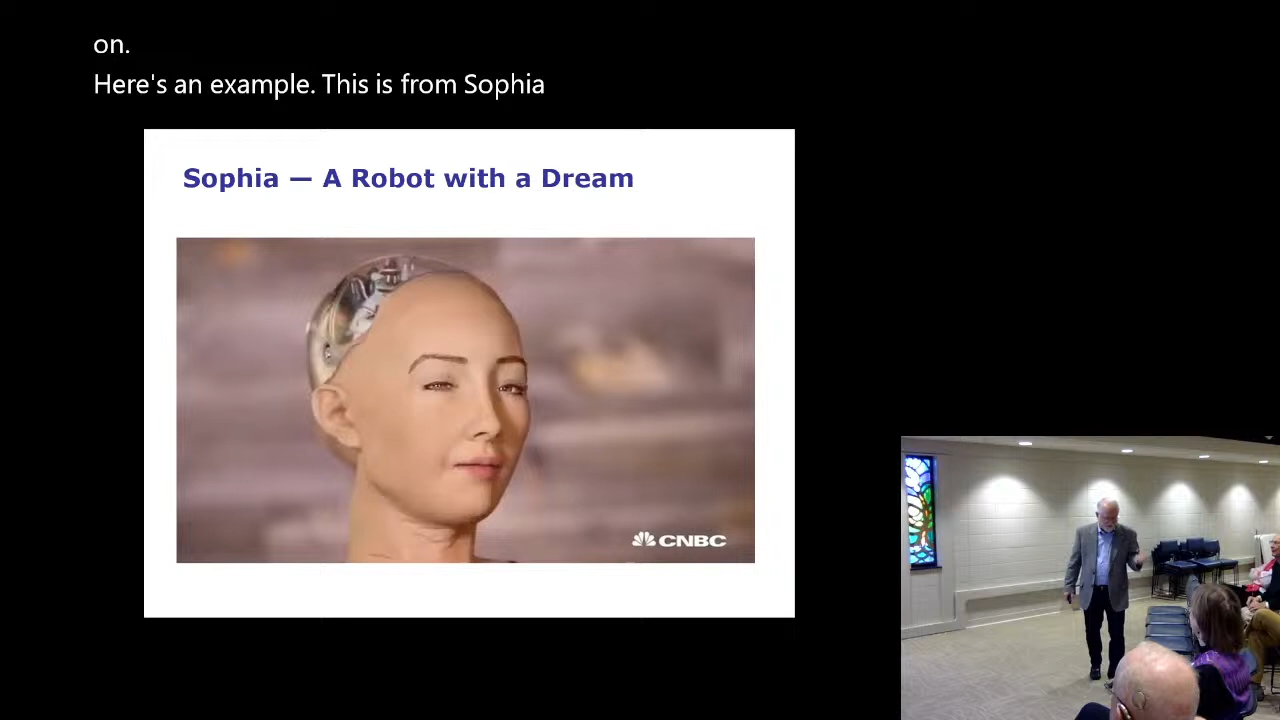 on.
Here's an example. This is from Sophia
Sophia — A Robot with a Dream
CNBC